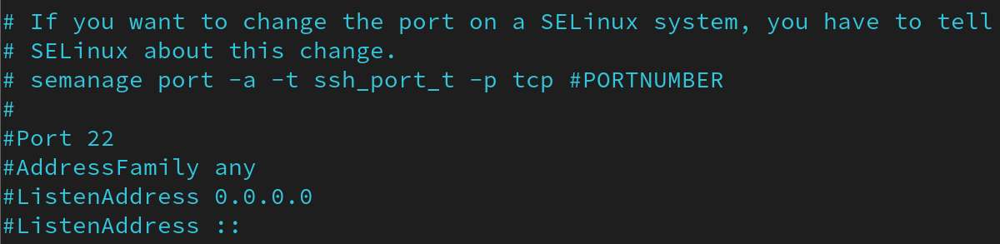 # If you want to change the port on a SELinux system, you have to tell
# SELinux about this change.
# semanage port -a -t ssh_port_t -p tcp #PORTNUMBER
#
#Port 22
#AddressFamily any
#ListenAddress 0.0.0.0
#ListenAddress ::